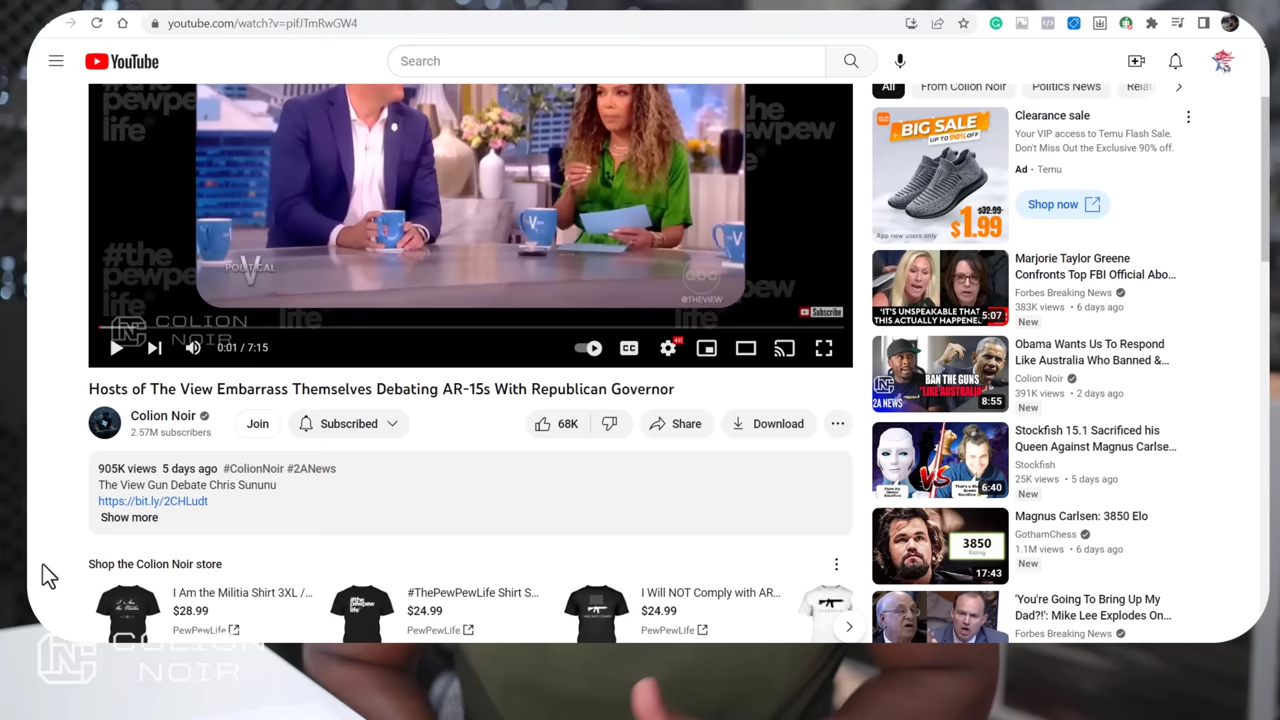 youtube.com/watch?v=pifJTmRwGW4
YouTube
Search
pewpew
life
the
pewpew
life
#the
pewpew
life
POLITICAL
V
abc
@THEVIEW
COLION
NOIR
life
Subscribe
0:01 / 7:15
CC
Hosts of The View Embarrass Themselves Debating AR-15s With Republican Governor
Colion Noir
2.57M subscribers
Join
Subscribed
68K
Share
Download
905K views 5 days ago #ColionNoir #2ANews
The View Gun Debate Chris Sununu
https://bit.ly/2CHLudt
Show more
Shop the Colion Noir store
I Am the Militia Shirt 3XL /...
$28.99
PewPewLife
#ThePewPewLife Shirt S...
$24.99
PewPewLife
I Will NOT Comply with AR...
$24.99
PewPewLife
All
From Colion Noir
Politics News
Relat
BIG SALE
UP TO 90% OFF
$32.99
$1.99
App new users only
Clearance sale
Your VIP access to Temu Flash Sale.
Don't Miss Out the Exclusive 90% off.
Ad · Temu
Shop now
'IT'S UNSPEAKABLE THAT
THIS ACTUALLY HAPPENED'
5:07
Marjorie Taylor Greene
Confronts Top FBI Official Abo...
Forbes Breaking News
383K views • 6 days ago
New
BAN THE GUNS
"LIKE AUSTRALIA"
2A NEWS
8:55
Obama Wants Us To Respond
Like Australia Who Banned &...
Colion Noir
391K views • 2 days ago
New
VS
6:40
Stockfish 15.1 Sacrificed his
Queen Against Magnus Carlse...
Stockfish
25K views • 5 days ago
New
3850
Rating
17:43
Magnus Carlsen: 3850 Elo
GothamChess
1.1M views • 6 days ago
New
'You're Going To Bring Up My
Dad?!': Mike Lee Explodes On...
Forbes Breaking News
COLION
NOIR